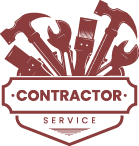 · CONTRACTOR ·
SERVICE